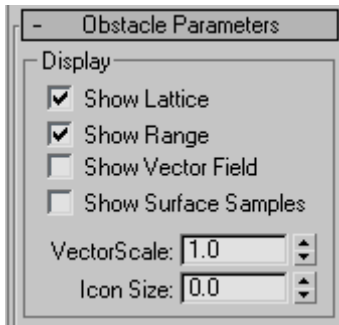 - Obstacle Parameters
Display
Show Lattice
Show Range
Show Vector Field
Show Surface Samples
VectorScale: 1.0
Icon Size: 0.0